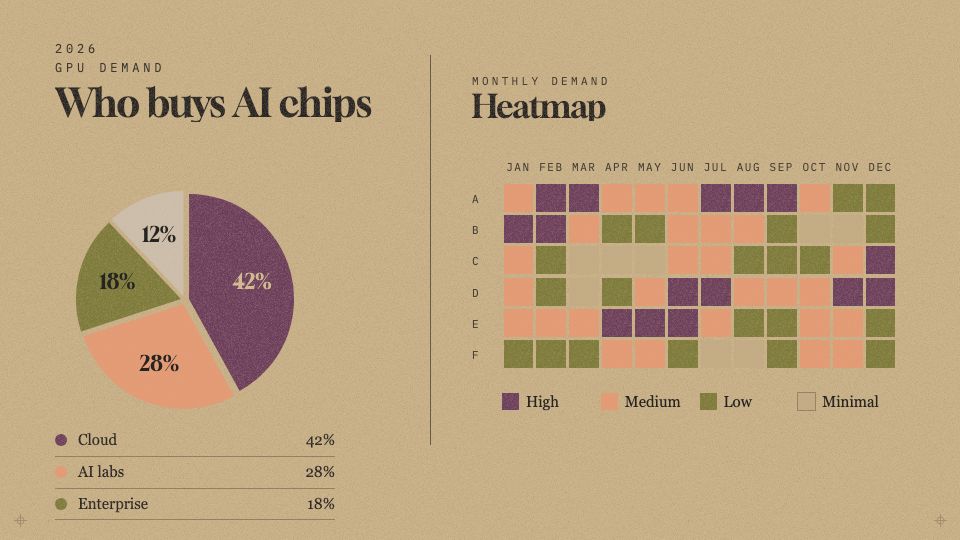 2026
GPU DEMAND
Who buys AI chips
12%
42%
18%
28%
Cloud 42%
AI labs 28%
Enterprise 18%
MONTHLY DEMAND
Heatmap
JAN FEB MAR APR MAY JUN JUL AUG SEP OCT NOV DEC
A
B
C
D
E
F
High Medium Low Minimal